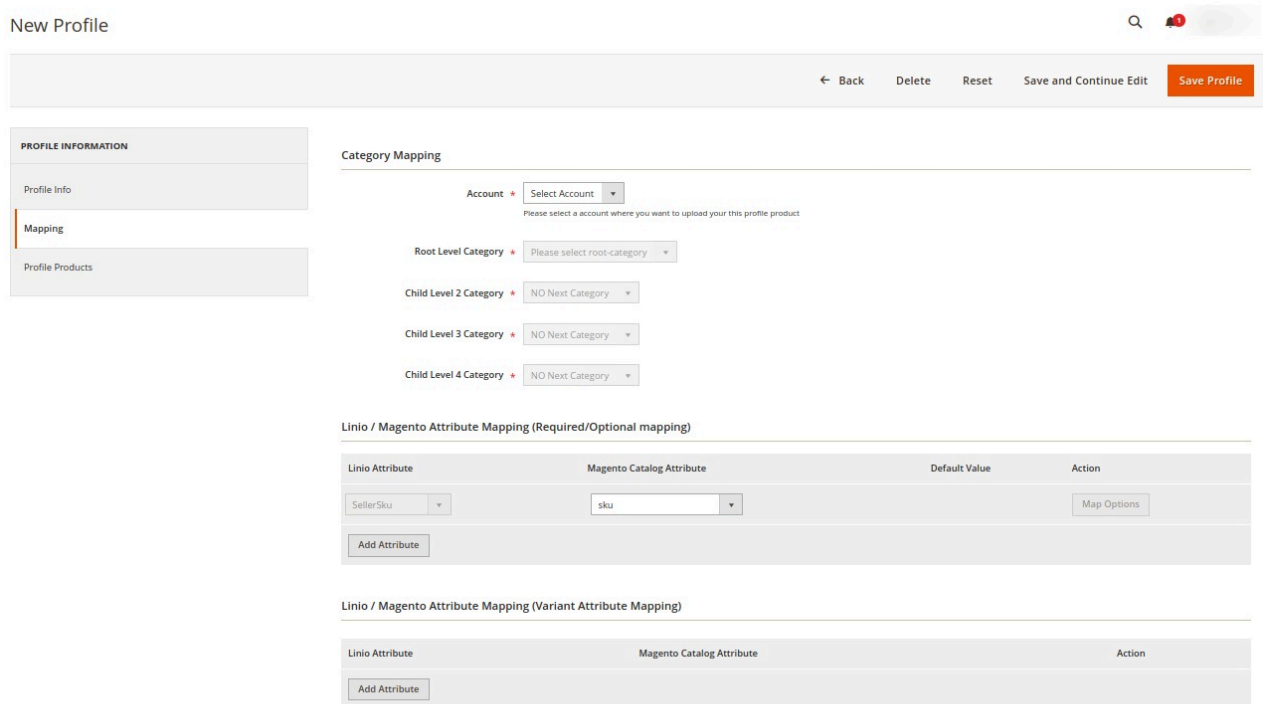 New Profile
1
← Back Delete Reset Save and Continue Edit Save Profile
PROFILE INFORMATION
Profile Info
Mapping
Profile Products
Category Mapping
Account * Select Account
Please select a account where you want to upload your this profile product
Root Level Category * Please select root-category
Child Level 2 Category * NO Next Category
Child Level 3 Category * NO Next Category
Child Level 4 Category * NO Next Category
Linio / Magento Attribute Mapping (Required/Optional mapping)
Linio Attribute Magento Catalog Attribute Default Value Action
SellerSku sku Map Options
Add Attribute
Linio / Magento Attribute Mapping (Variant Attribute Mapping)
Linio Attribute Magento Catalog Attribute Action
Add Attribute